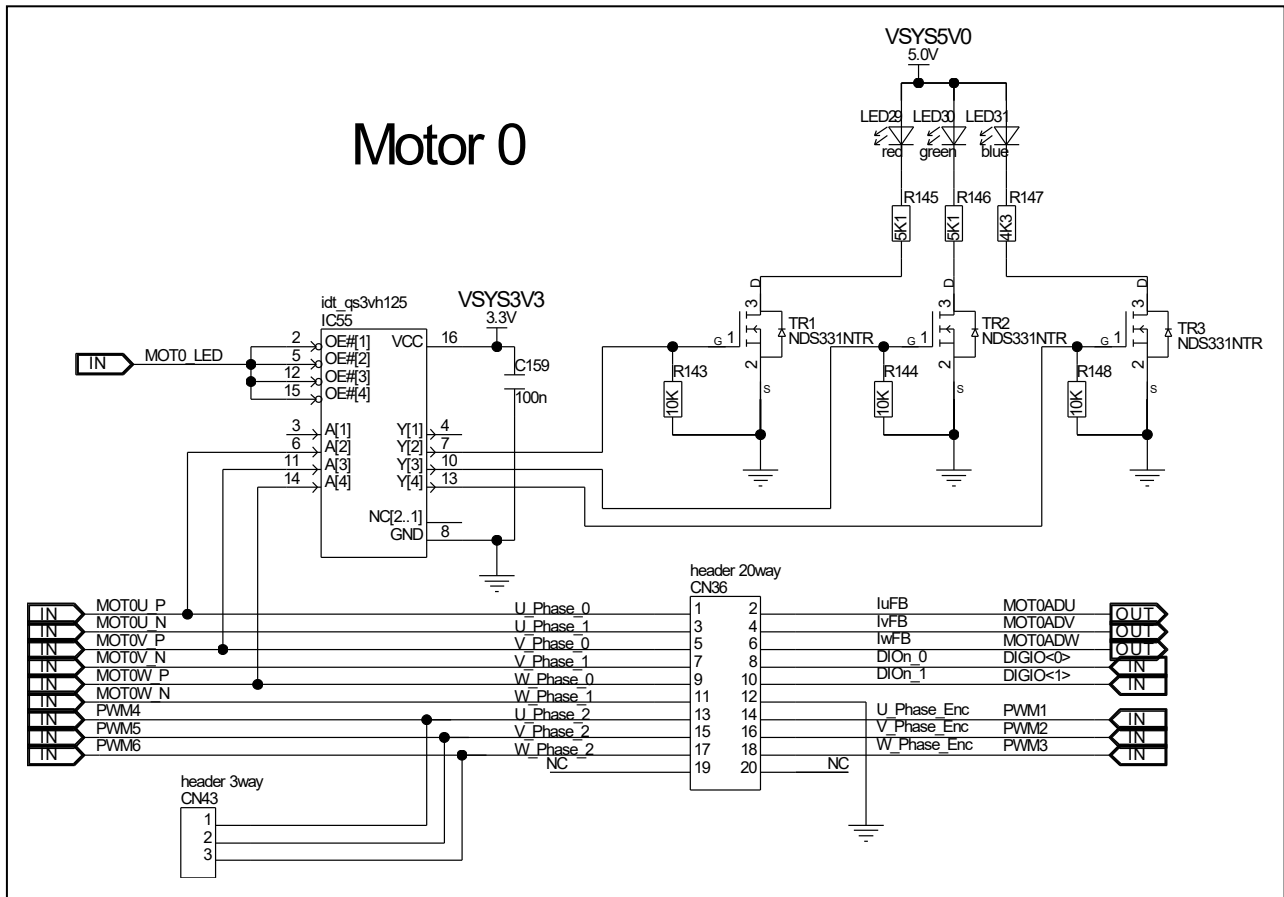 VSYS5V0
5.0V
Motor 0
LED29 LED30 LED31
red green blue
R145 R146 R147
5K1 5K1 4K3
idt_qs3vh125
IC55
VSYS3V3
3.3V
D D D
3 3 3
TR1 TR2 TR3
NDS331NTR NDS331NTR NDS331NTR
G 1 G 1 G 1
2 2 2
S S S
R143 R144 R148
10K 10K 10K
IN MOT0_LED
2 OE#[1] VCC 16
5 OE#[2]
12 OE#[3]
15 OE#[4]
C159
100n
3 A[1] Y[1] 4
6 A[2] Y[2] 7
11 A[3] Y[3] 10
14 A[4] Y[4] 13
NC[2..1]
GND 8
header 20way
CN36
IN MOT0U_P U_Phase_0 1 2 IuFB MOT0ADU OUT
IN MOT0U_N U_Phase_1 3 4 IvFB MOT0ADV OUT
IN MOT0V_P V_Phase_0 5 6 IwFB MOT0ADW OUT
IN MOT0V_N V_Phase_1 7 8 DIOn_0 DIGIO<0> IN
IN MOT0W_P W_Phase_0 9 10 DIOn_1 DIGIO<1> IN
IN MOT0W_N W_Phase_1 11 12
IN PWM4 U_Phase_2 13 14 U_Phase_Enc PWM1 IN
IN PWM5 V_Phase_2 15 16 V_Phase_Enc PWM2 IN
IN PWM6 W_Phase_2 17 18 W_Phase_Enc PWM3 IN
NC 19 20 NC
header 3way
CN43
1
2
3